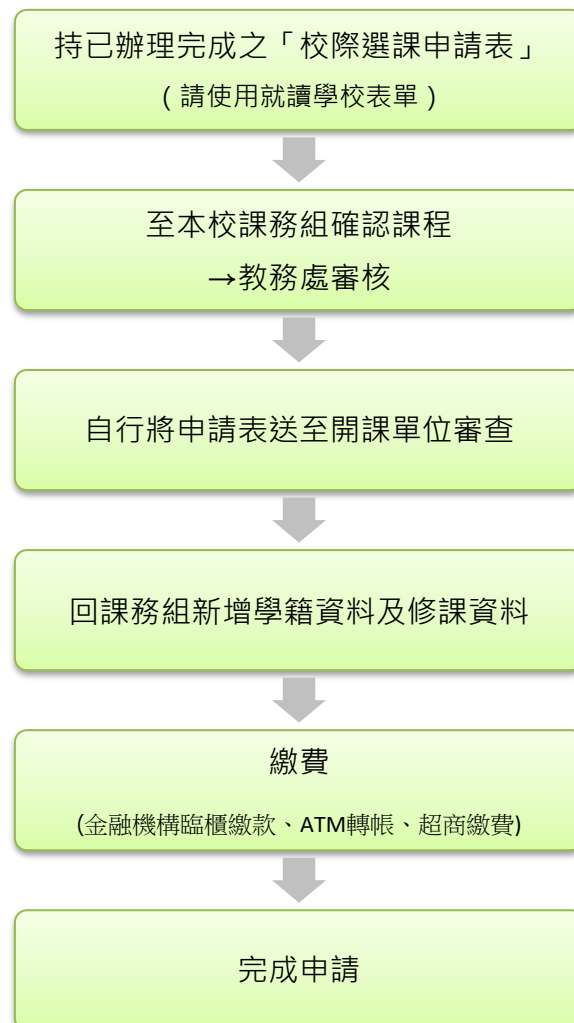 持已辦理完成之「校際選課申請表」
(請使用就讀學校表單)
至本校課務組確認課程
→教務處審核
自行將申請表送至開課單位審查
回課務組新增學籍資料及修課資料
繳費
(金融機構臨櫃繳款、ATM轉帳、超商繳費)
完成申請